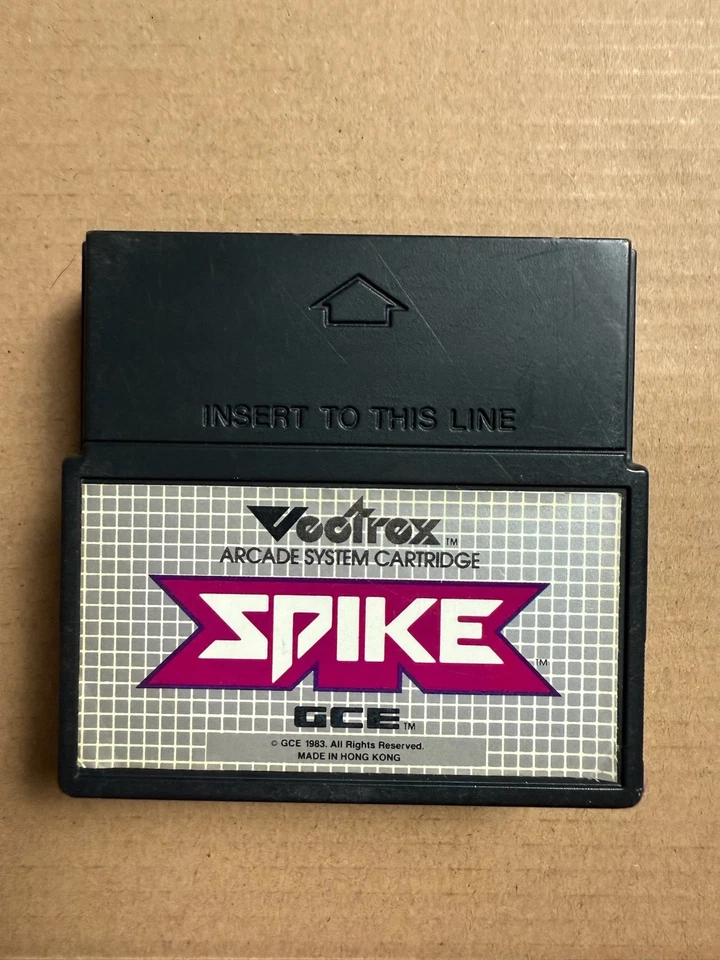 INSERT TO THIS LINE
Vectrex™
ARCADE SYSTEM CARTRIDGE
SPIKE™
GCE™
© GCE 1983. All Rights Reserved.
MADE IN HONG KONG